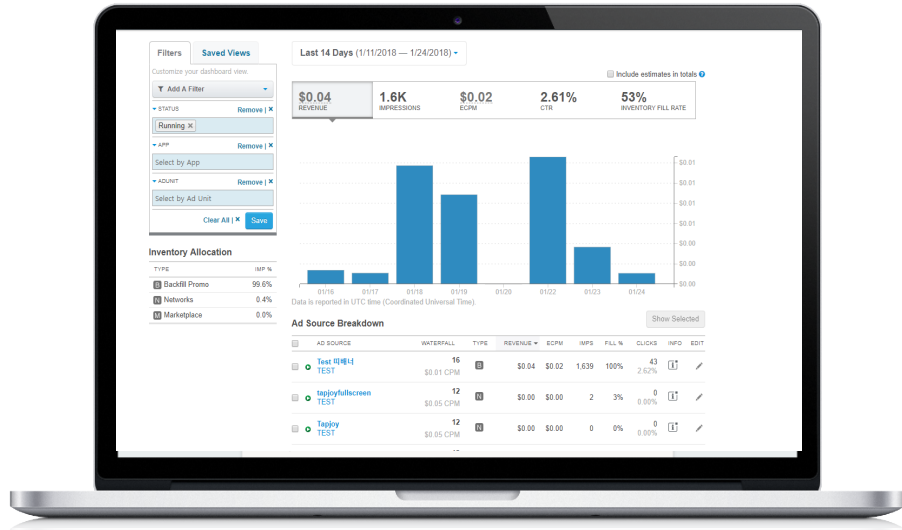 Filters
Saved Views
Customize your dashboard view.
Add A Filter
STATUS
Remove | ×
Running ×
APP
Remove | ×
Select by App
ADUNIT
Remove | ×
Select by Ad Unit
Clear All | ×
Save
Inventory Allocation
TYPE IMP %
B Backfill Promo 99.6%
N Networks 0.4%
M Marketplace 0.0%
Last 14 Days (1/11/2018 — 1/24/2018)
Include estimates in totals ?
$0.04 1.6K $0.02 2.61% 53%
REVENUE IMPRESSIONS ECPM CTR INVENTORY FILL RATE
$0.01
$0.01
$0.01
$0.01
$0.00
$0.00
$0.00
01/16 01/17 01/18 01/19 01/20 01/22 01/23 01/24
Data is reported in UTC time (Coordinated Universal Time).
Ad Source Breakdown
Show Selected
AD SOURCE WATERFALL TYPE REVENUE ECPM IMPS FILL % CLICKS INFO EDIT
Test 띠배너 16 B $0.04 $0.02 1,639 100% 43
TEST $0.01 CPM 2.62%
tapjoyfullscreen 12 N $0.00 $0.00 2 3% 0
TEST $0.05 CPM 0.00%
Tapjoy 12 N $0.00 $0.00 0 0% 0
TEST $0.05 CPM 0.00%